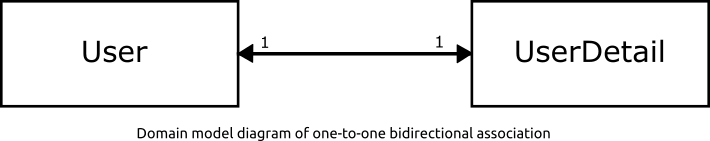 User
1
1
UserDetail
Domain model diagram of one-to-one bidirectional association